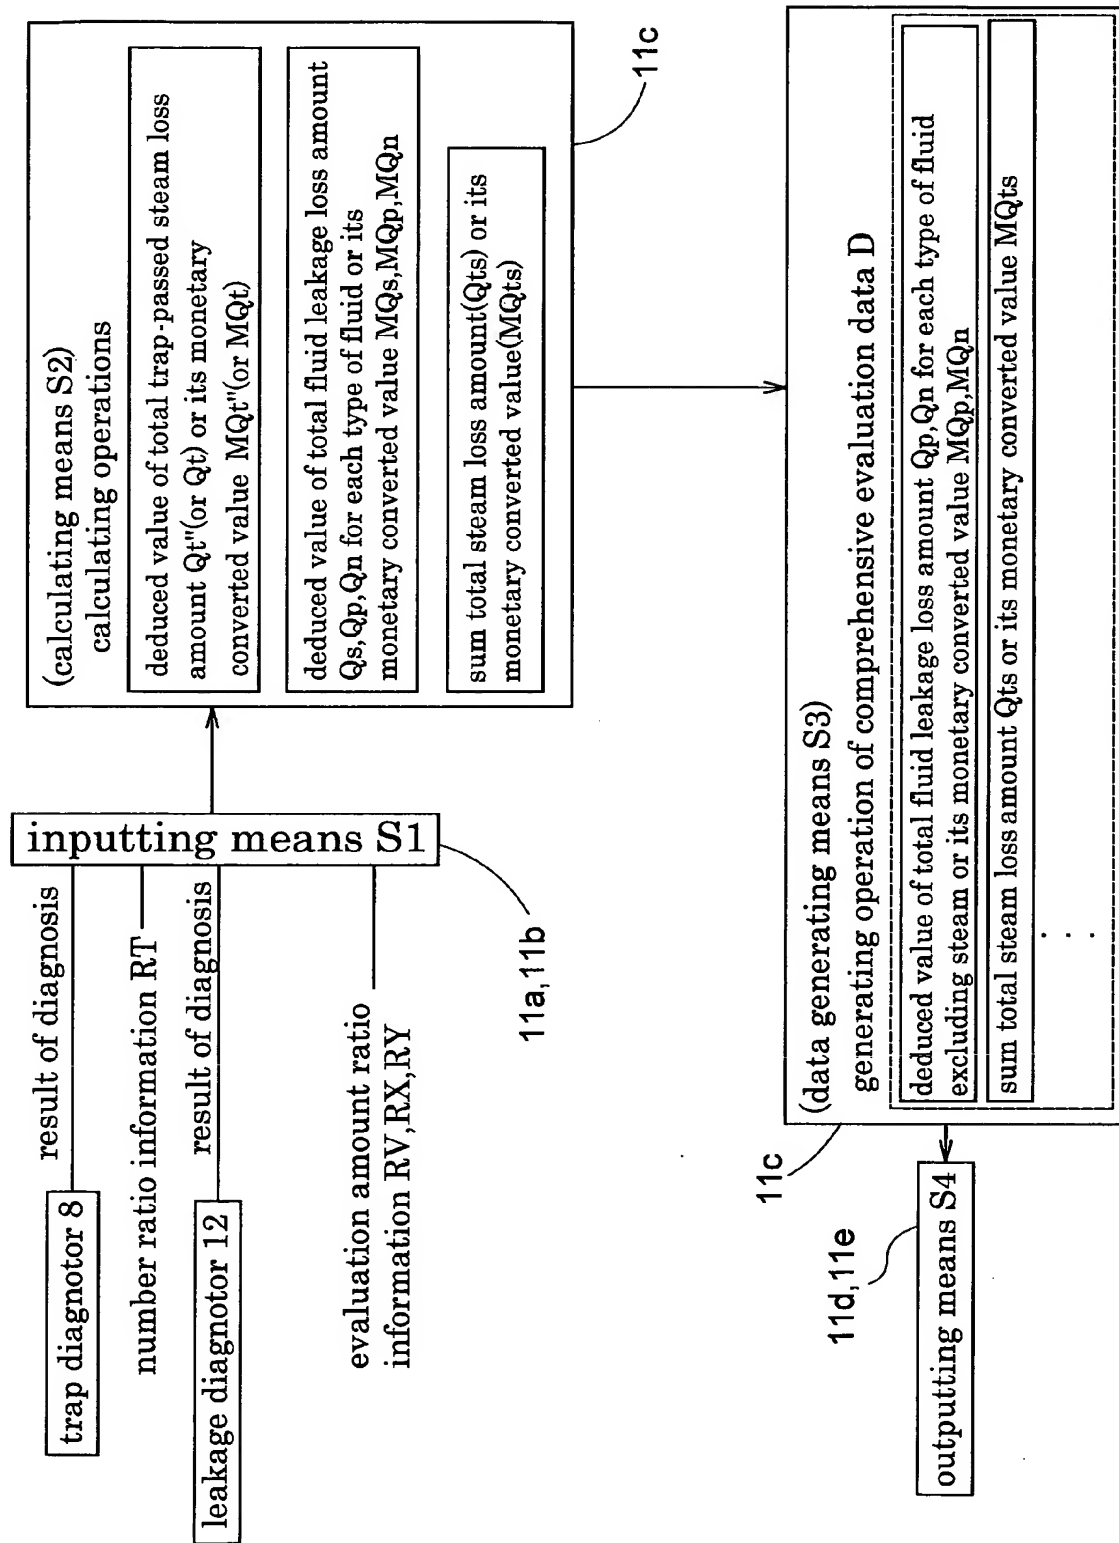 trap diagnotor 8
result of diagnosis
number ratio information RT
leakage diagnotor 12
result of diagnosis
evaluation amount ratio
information RV,RX,RY
inputting means S1
11a,11b
(calculating means S2)
calculating operations
deduced value of total trap-passed steam loss
amount Qt"(or Qt) or its monetary
converted value MQt"(or MQt)
deduced value of total fluid leakage loss amount
Qs,Qp,Qn for each type of fluid or its
monetary converted value MQs,MQp,MQn
sum total steam loss amount(Qts) or its
monetary converted value(MQts)
11c
(data generating means S3)
generating operation of comprehensive evaluation data D
deduced value of total fluid leakage loss amount Qp,Qn for each type of fluid
excluding steam or its monetary converted value MQp,MQn
sum total steam loss amount Qts or its monetary converted value MQts
. . .
11c
outputting means S4
11d,11e